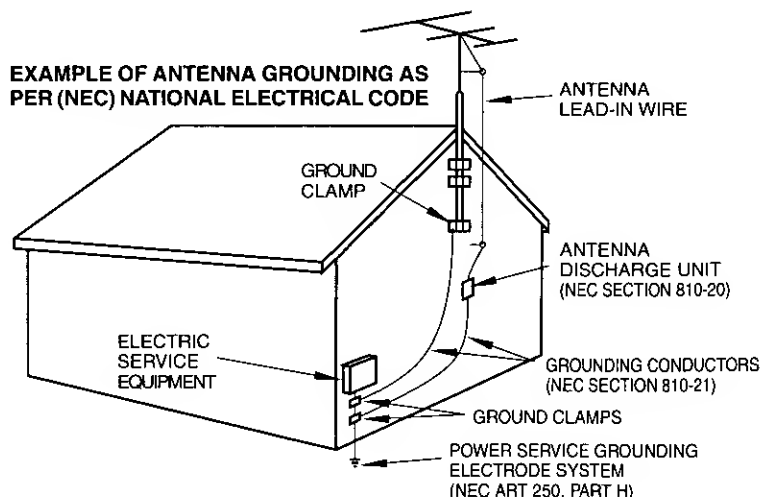 EXAMPLE OF ANTENNA GROUNDING AS
PER (NEC) NATIONAL ELECTRICAL CODE
ANTENNA
LEAD-IN WIRE
GROUND
CLAMP
ANTENNA
DISCHARGE UNIT
(NEC SECTION 810-20)
ELECTRIC
SERVICE
EQUIPMENT
GROUNDING CONDUCTORS
(NEC SECTION 810-21)
GROUND CLAMPS
POWER SERVICE GROUNDING
ELECTRODE SYSTEM
(NEC ART 250, PART H)